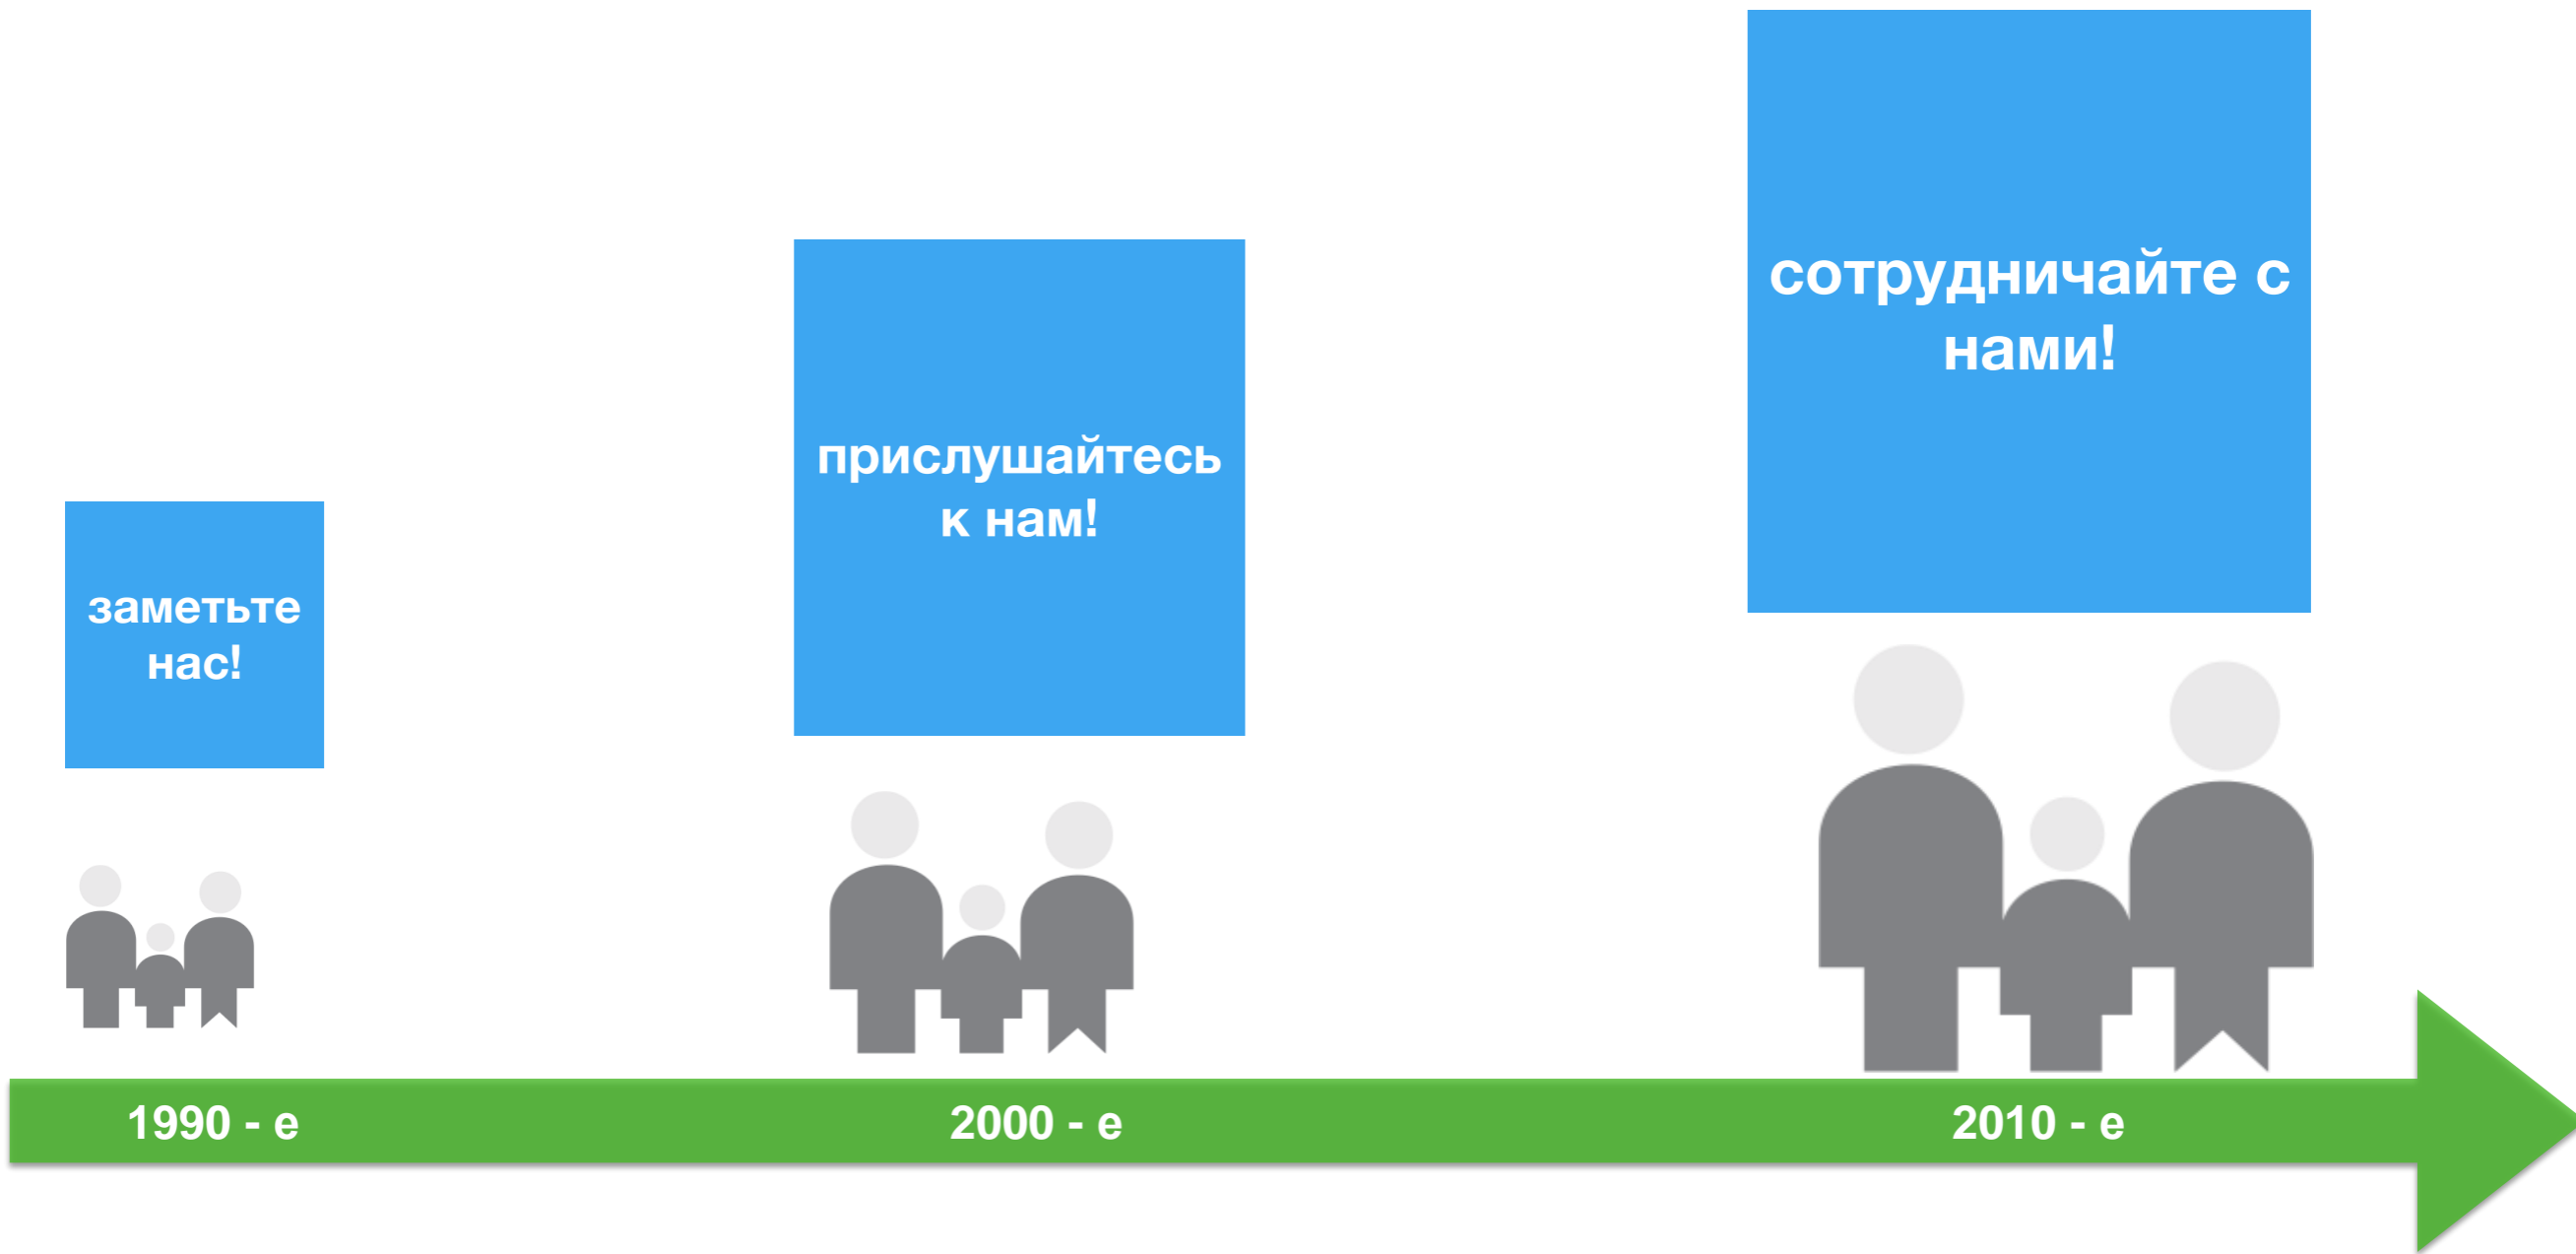 заметьте
нас!
прислушайтесь
к нам!
сотрудничайте с
нами!
1990 - е
2000 - е
2010 - е